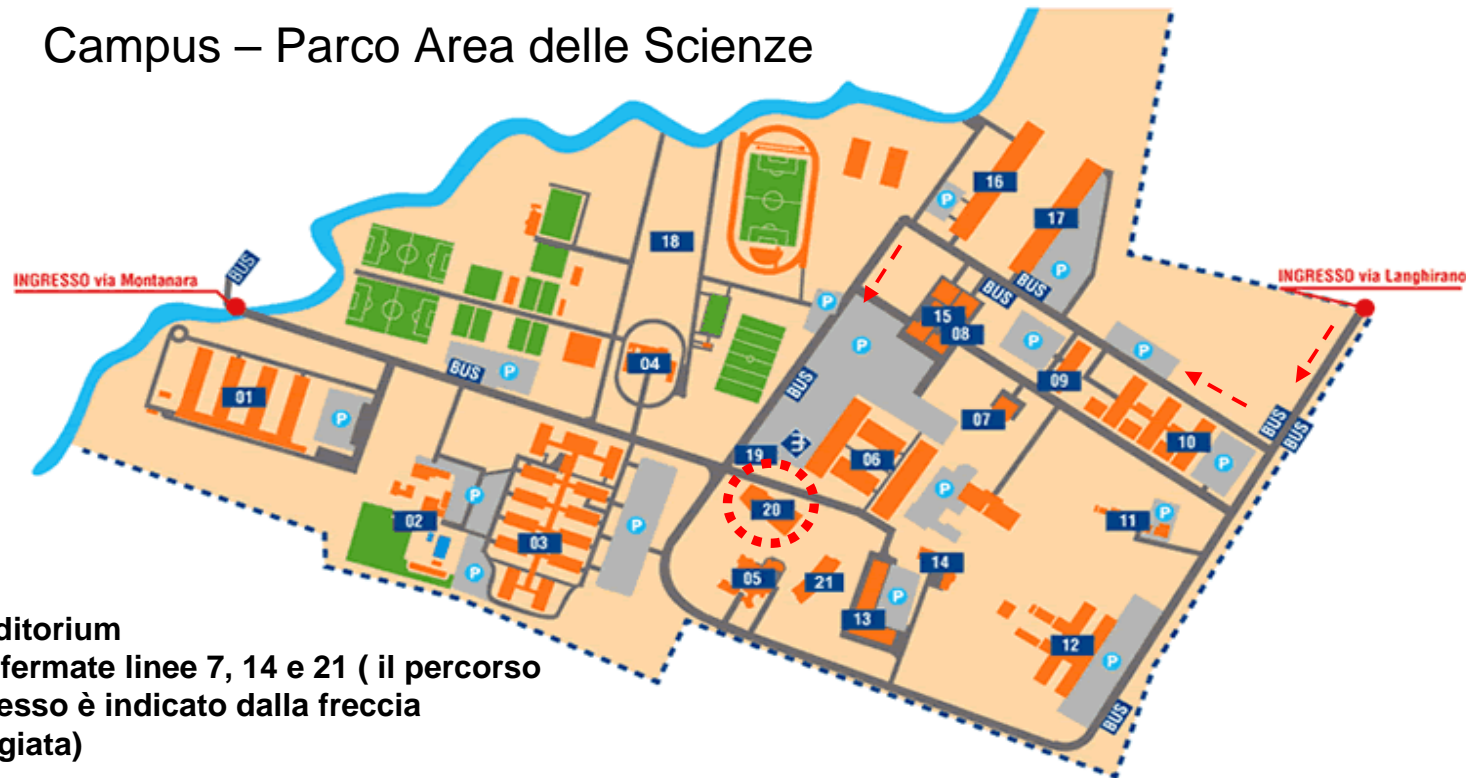 Campus – Parco Area delle Scienze
16
17
18
BUS
INGRESSO via Montanara
INGRESSO via Langhirano
P
P
BUS
BUS
P
15
08
P
P
P
04
BUS
P
BUS
09
01
P
07
BUS
BUS
10
P
19
06
P
20
P
02
P
03
P
11
P
05
21
14
P
P
13
12
P
BUS
ditorium
fermate linee 7, 14 e 21 ( il percorso
esso è indicato dalla freccia
giata)